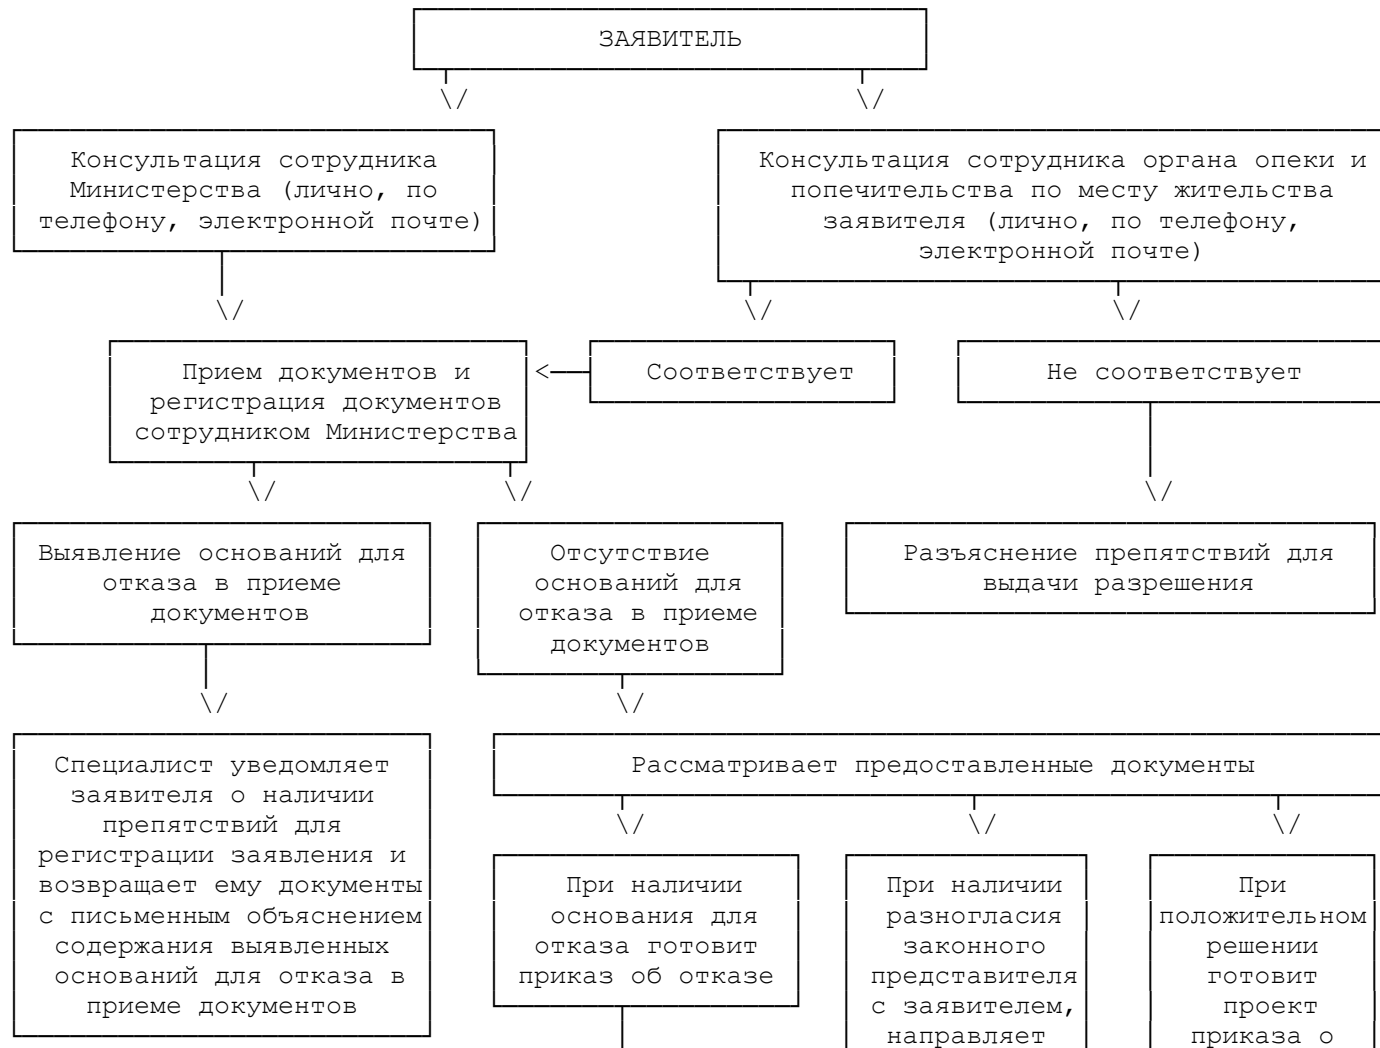 ЗАЯВИТЕЛЬ
Консультация сотрудника
Министерства (лично, по
телефону, электронной почте)
Консультация сотрудника органа опеки и
попечительства по месту жительства
заявителя (лично, по телефону,
электронной почте)
Прием документов и
регистрация документов
сотрудником Министерства
Соответствует
Не соответствует
Выявление оснований для
отказа в приеме
документов
Отсутствие
оснований для
отказа в приеме
документов
Разъяснение препятствий для
выдачи разрешения
Специалист уведомляет
заявителя о наличии
препятствий для
регистрации заявления и
возвращает ему документы
с письменным объяснением
содержания выявленных
оснований для отказа в
приеме документов
Рассматривает предоставленные документы
При наличии
основания для
отказа готовит
приказ об отказе
При наличии
разногласия
законного
представителя
с заявителем,
направляет
При
положительном
решении
готовит
проект
приказа о